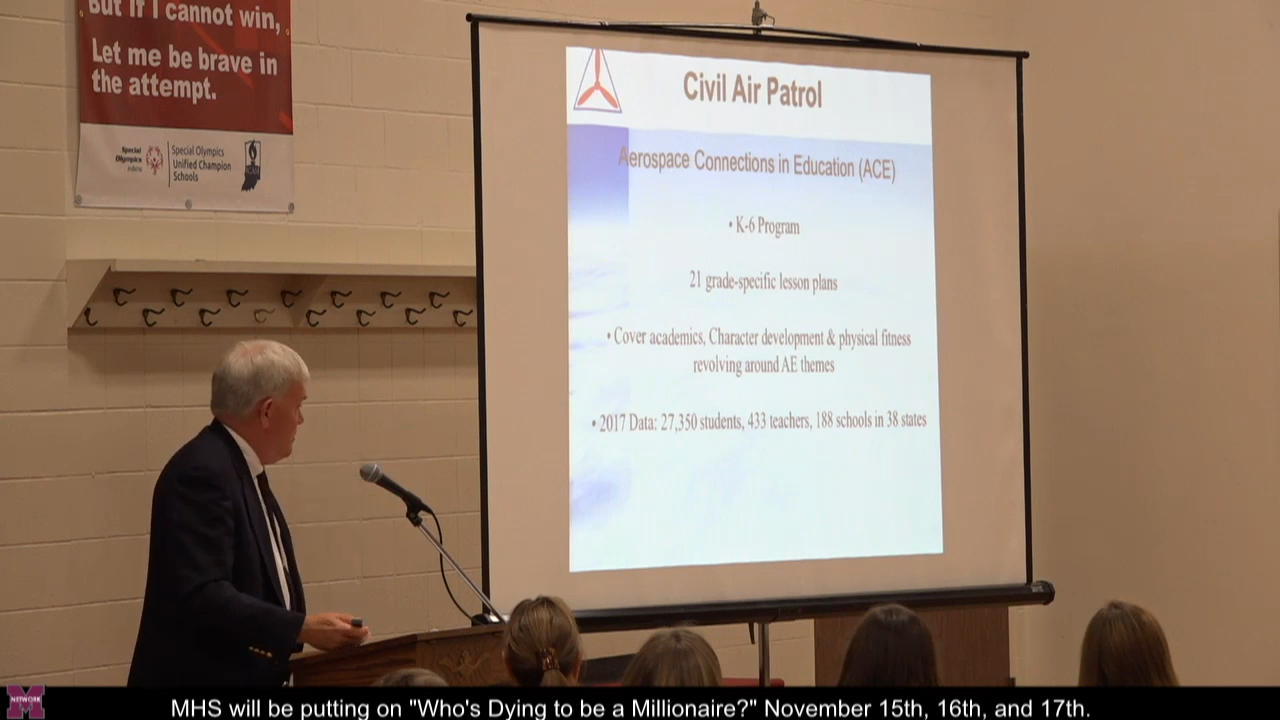 But if I cannot win,
Let me be brave in
the attempt.
Special
Olympics
Indiana
Special Olympics
Unified Champion
Schools
Civil Air Patrol
Aerospace Connections in Education (ACE)
• K-6 Program
21 grade-specific lesson plans
• Cover academics, Character development & physical fitness
revolving around AE themes
• 2017 Data: 27,350 students, 433 teachers, 188 schools in 38 states
M
NETWORK
MHS will be putting on "Who's Dying to be a Millionaire?" November 15th, 16th, and 17th.